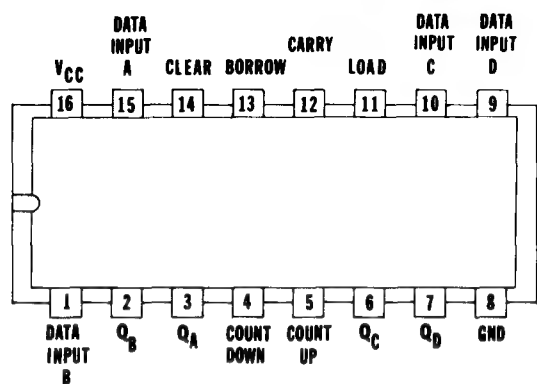 DATA
INPUT
A
DATA
INPUT
C
DATA
INPUT
D
VCC
CLEAR
BORROW
CARRY
LOAD
16 15 14 13 12 11 10 9
1 2 3 4 5 6 7 8
DATA
INPUT
B
QB
QA
COUNT
DOWN
COUNT
UP
QC
QD
GND